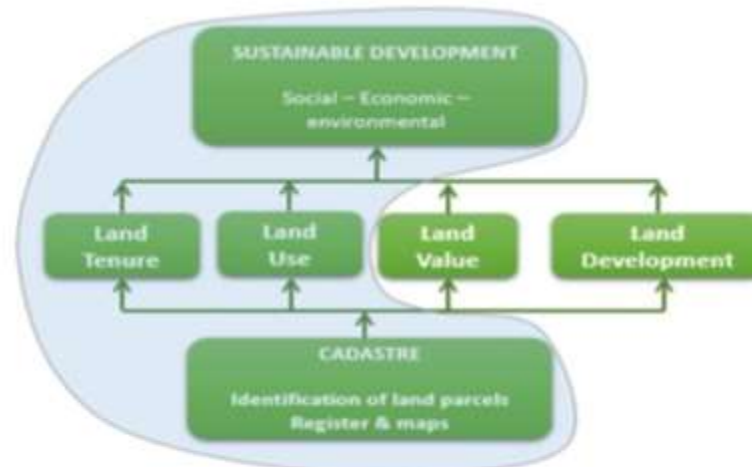 SUSTAINABLE DEVELOPMENT
Social – Economic –
environmental
Land
Tenure
Land
Use
Land
Value
Land
Development
CADASTRE
Identification of land parcels
Register & maps